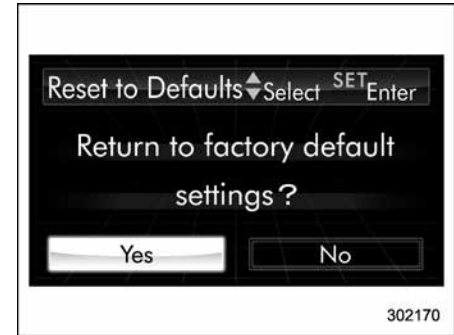 Reset to Defaults Select SET Enter
Return to factory default
settings?
Yes No
302170